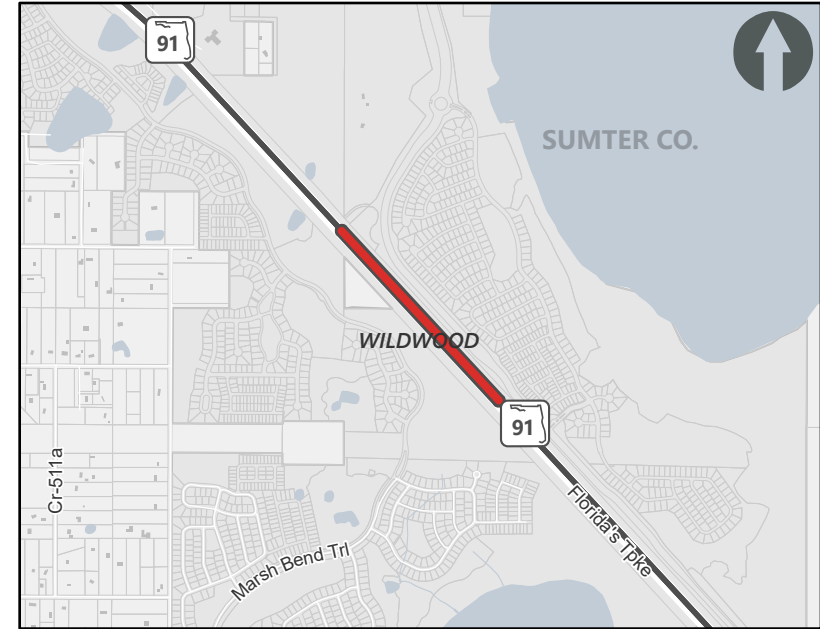 91
SUMTER CO.
WILDWOOD
91
Cr-511a
Florida's Tpke
Marsh Bend Trl